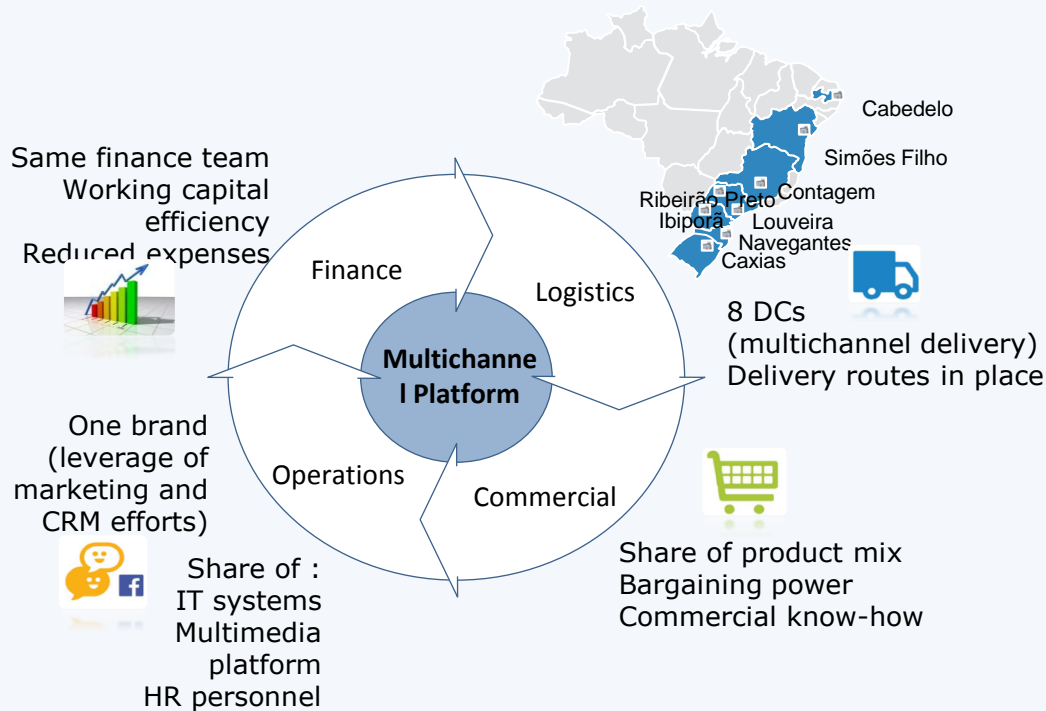 Cabedelo
Simões Filho
Contagem
Ribeirão Preto
Ibiporã
Louveira
Navegantes
Caxias
Same finance team
Working capital
efficiency
Reduced expenses
Finance
Logistics
8 DCs
(multichannel delivery)
Delivery routes in place
Multichanne
l Platform
One brand
(leverage of
marketing and
CRM efforts)
Operations
Commercial
Share of :
IT systems
Multimedia
platform
HR personnel
Share of product mix
Bargaining power
Commercial know-how
f